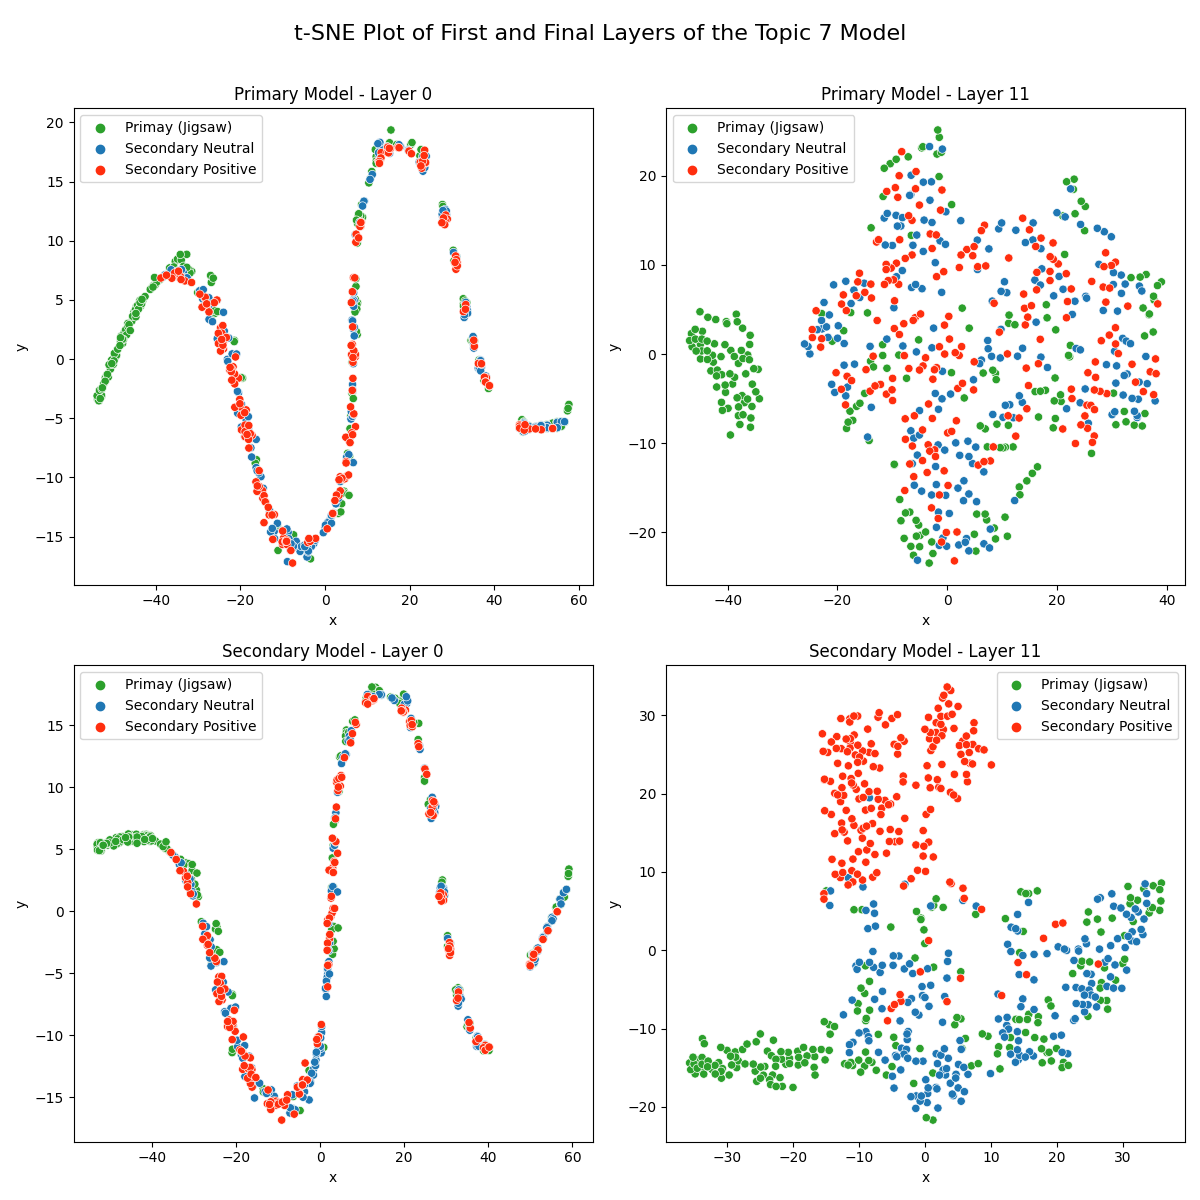 t-SNE Plot of First and Final Layers of the Topic 7 Model
Primary Model - Layer 0
Primay (Jigsaw)
Secondary Neutral
Secondary Positive
20
15
10
5
0
−5
−10
−15
y
−40
−20
0
20
40
60
x
Primary Model - Layer 11
Primay (Jigsaw)
Secondary Neutral
Secondary Positive
20
10
0
−10
−20
y
−40
−20
0
20
40
x
Secondary Model - Layer 0
Primay (Jigsaw)
Secondary Neutral
Secondary Positive
15
10
5
0
−5
−10
−15
y
−40
−20
0
20
40
60
x
Secondary Model - Layer 11
Primay (Jigsaw)
Secondary Neutral
Secondary Positive
30
20
10
0
−10
−20
y
−30
−20
−10
0
10
20
30
x